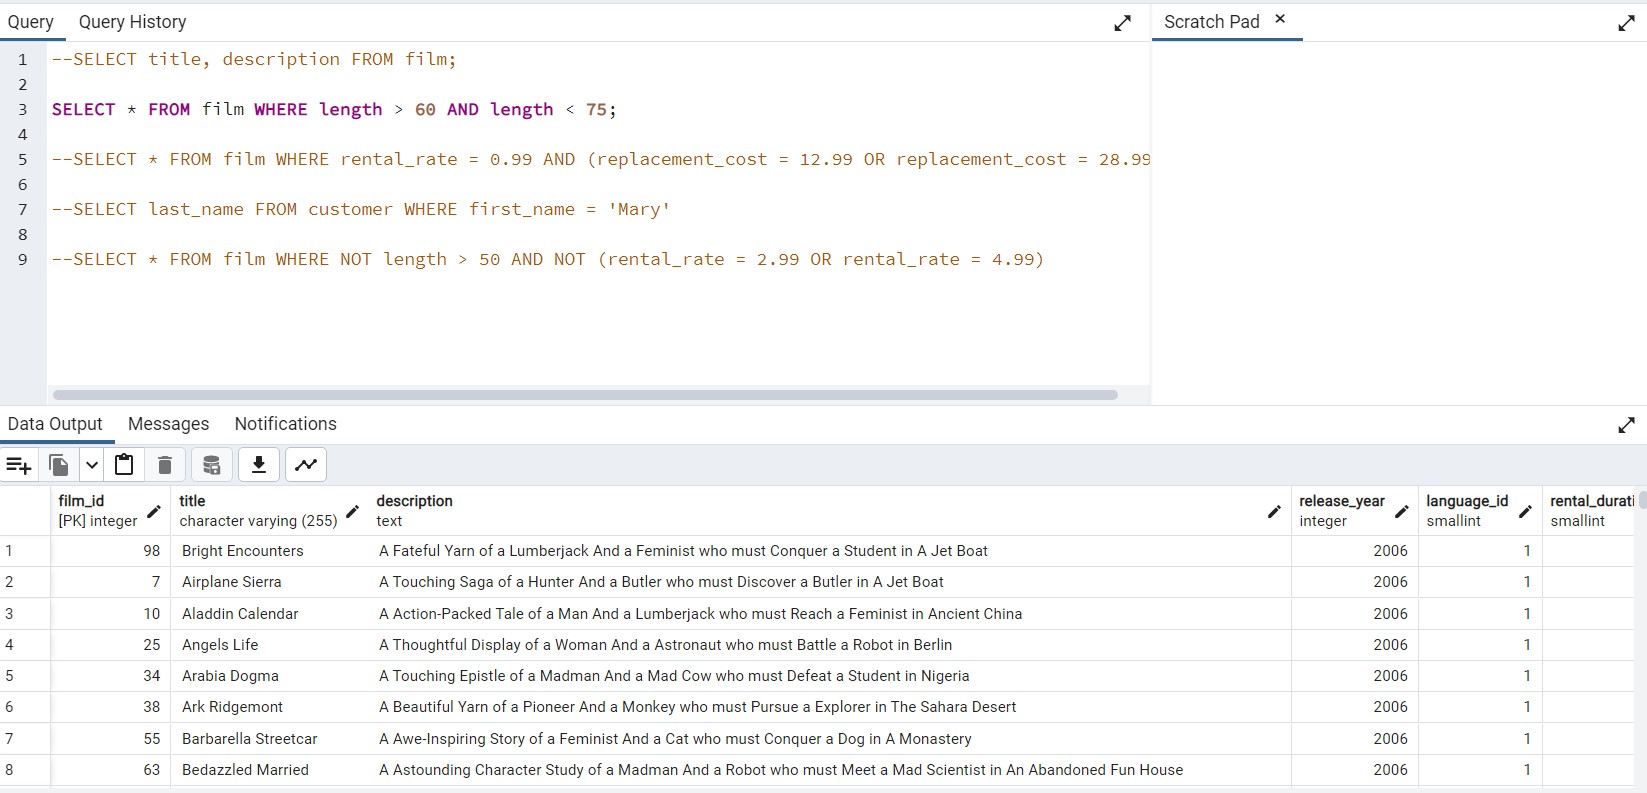 Query Query History Scratch Pad ×
1 --SELECT title, description FROM film;
2
3 SELECT * FROM film WHERE length > 60 AND length < 75;
4
5 --SELECT * FROM film WHERE rental_rate = 0.99 AND (replacement_cost = 12.99 OR replacement_cost = 28.99
6
7 --SELECT last_name FROM customer WHERE first_name = 'Mary'
8
9 --SELECT * FROM film WHERE NOT length > 50 AND NOT (rental_rate = 2.99 OR rental_rate = 4.99)
Data Output Messages Notifications
film_id title description release_year language_id rental_durati
[PK] integer character varying (255) text integer smallint smallint
1 98 Bright Encounters A Fateful Yarn of a Lumberjack And a Feminist who must Conquer a Student in A Jet Boat 2006 1
2 7 Airplane Sierra A Touching Saga of a Hunter And a Butler who must Discover a Butler in A Jet Boat 2006 1
3 10 Aladdin Calendar A Action-Packed Tale of a Man And a Lumberjack who must Reach a Feminist in Ancient China 2006 1
4 25 Angels Life A Thoughtful Display of a Woman And a Astronaut who must Battle a Robot in Berlin 2006 1
5 34 Arabia Dogma A Touching Epistle of a Madman And a Mad Cow who must Defeat a Student in Nigeria 2006 1
6 38 Ark Ridgemont A Beautiful Yarn of a Pioneer And a Monkey who must Pursue a Explorer in The Sahara Desert 2006 1
7 55 Barbarella Streetcar A Awe-Inspiring Story of a Feminist And a Cat who must Conquer a Dog in A Monastery 2006 1
8 63 Bedazzled Married A Astounding Character Study of a Madman And a Robot who must Meet a Mad Scientist in An Abandoned Fun House 2006 1